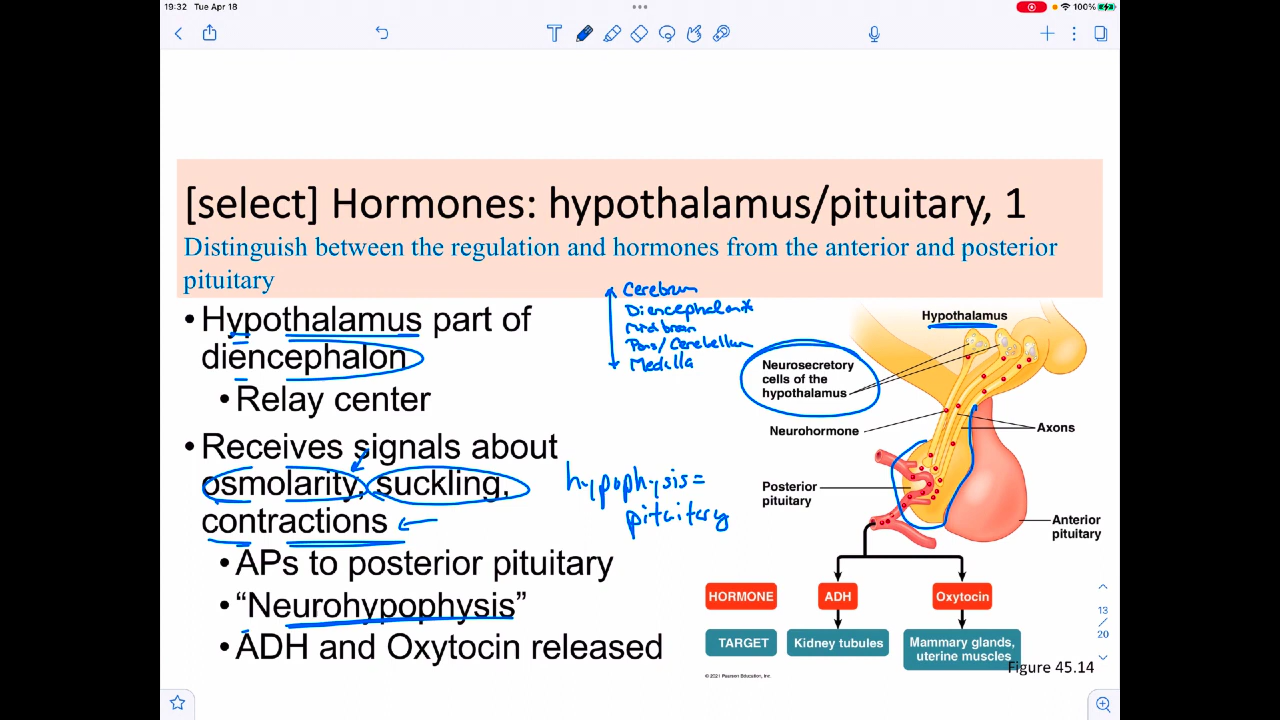 19:32 Tue Apr 18
100%
[select] Hormones: hypothalamus/pituitary, 1
Distinguish between the regulation and hormones from the anterior and posterior
pituitary
• Hypothalamus part of
diencephalon
• Relay center
• Receives signals about
osmolarity, suckling,
contractions
• APs to posterior pituitary
• “Neurohypophysis”
• ADH and Oxytocin released
Cerebrum
Diencephalon
Midbrain
Pons/Cerebellum
Medulla
hypophysis=
pituitary
Hypothalamus
Neurosecretory
cells of the
hypothalamus
Neurohormone
Axons
Posterior
pituitary
Anterior
pituitary
HORMONE ADH Oxytocin
TARGET Kidney tubules Mammary glands,
uterine muscles
Figure 45.14
© 2021 Pearson Education, Inc.
13
/
20